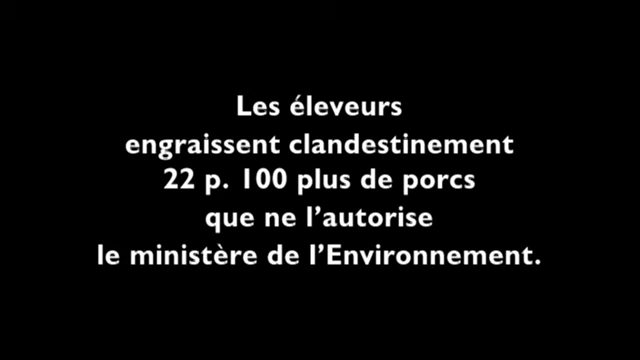 Les éleveurs
engraissent clandestinement
22 p. 100 plus de porcs
que ne l’autorise
le ministère de l’Environnement.